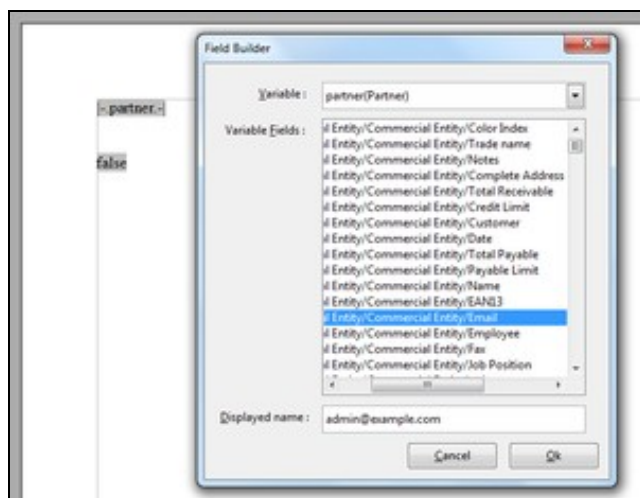 Field Builder
|-.partner.-|
Variable :
partner(Partner)
false
Variable Fields :
l Entity/Commercial Entity/Color Index
l Entity/Commercial Entity/Trade name
l Entity/Commercial Entity/Notes
l Entity/Commercial Entity/Complete Address
l Entity/Commercial Entity/Total Receivable
l Entity/Commercial Entity/Credit Limit
l Entity/Commercial Entity/Customer
l Entity/Commercial Entity/Date
l Entity/Commercial Entity/Total Payable
l Entity/Commercial Entity/Payable Limit
l Entity/Commercial Entity/Name
l Entity/Commercial Entity/EAN13
l Entity/Commercial Entity/Email
l Entity/Commercial Entity/Employee
l Entity/Commercial Entity/Fax
l Entity/Commercial Entity/Job Position
Displayed name :
admin@example.com
Cancel
Ok